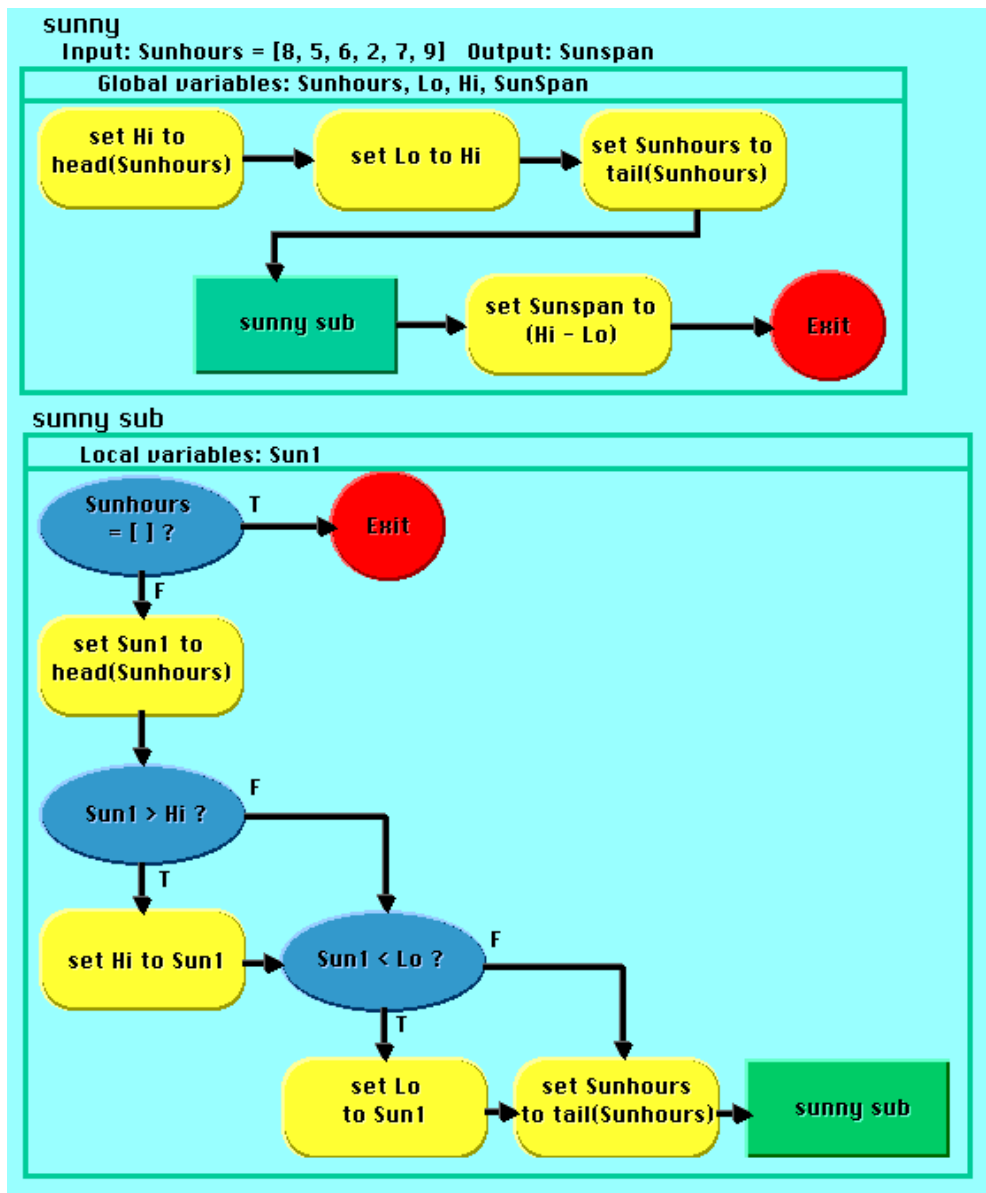 sunny
Input: Sunhours = [8, 5, 6, 2, 7, 9] Output: Sunspan
Global variables: Sunhours, Lo, Hi, SunSpan
set Hi to
head(Sunhours)
set Lo to Hi
set Sunhours to
tail(Sunhours)
sunny sub
set Sunspan to
(Hi - Lo)
Exit
sunny sub
Local variables: Sun1
Sunhours
= [ ] ?
T
Exit
F
set Sun1 to
head(Sunhours)
Sun1 > Hi ?
F
T
set Hi to Sun1
Sun1 < Lo ?
F
T
set Lo
to Sun1
set Sunhours
to tail(Sunhours)
sunny sub